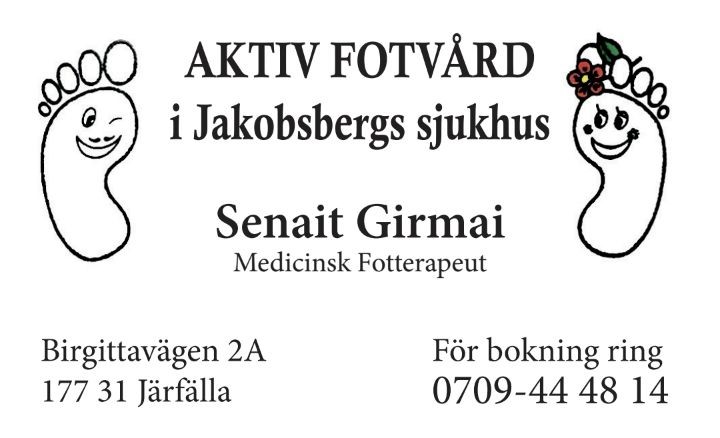 AKTIV FOTVÅRD
i Jakobsbergs sjukhus
Senait Girmai
Medicinsk Fotterapeut
Birgittavägen 2A
177 31 Järfälla
För bokning ring
0709-44 48 14